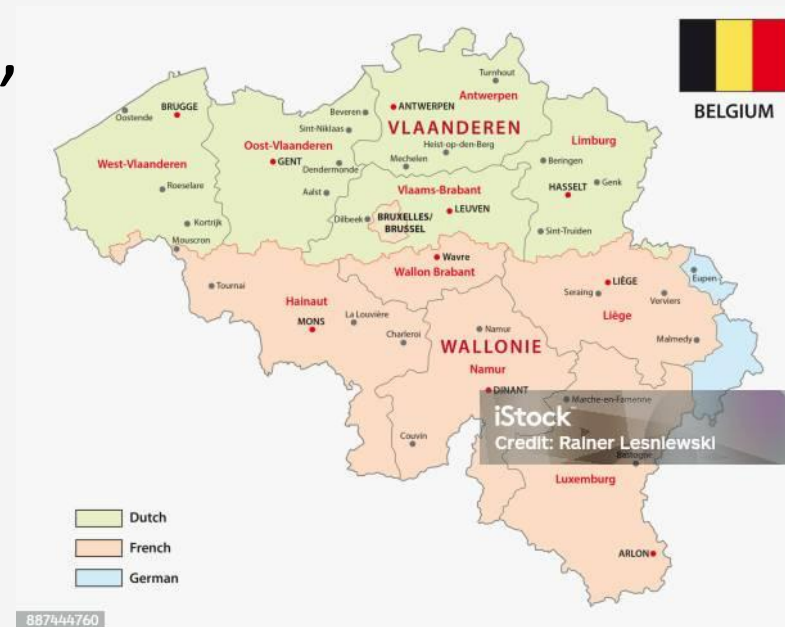 ,
BELGIUM
Turnhout
Antwerpen
ANTWERPEN
Beveren
BRUGGE
Oostende
VLAANDEREN
Sint-Niklaas
Oost-Vlaanderen
Heist-op-den-Berg
Limburg
West-Vlaanderen
GENT
Dendermonde
Mechelen
Beringen
Roeselare
Aalst
Vlaams-Brabant
HASSELT
Genk
Kortrijk
Dilbeek
BRUXELLES/
BRUSSEL
LEUVEN
Sint-Truiden
Mouscron
Wavre
Wallon Brabant
Eupen
Tournai
Hainaut
Seraing
LIÈGE
Verviers
MONS
La Louvière
Liège
Charleroi
Namur
Malmedy
WALLONIE
Namur
DINANT
Marche-en-Famenne
iStock
Credit: Rainer Lesniewski
Couvin
Bastogne
Luxemburg
ARLON
Dutch
French
German
887444760